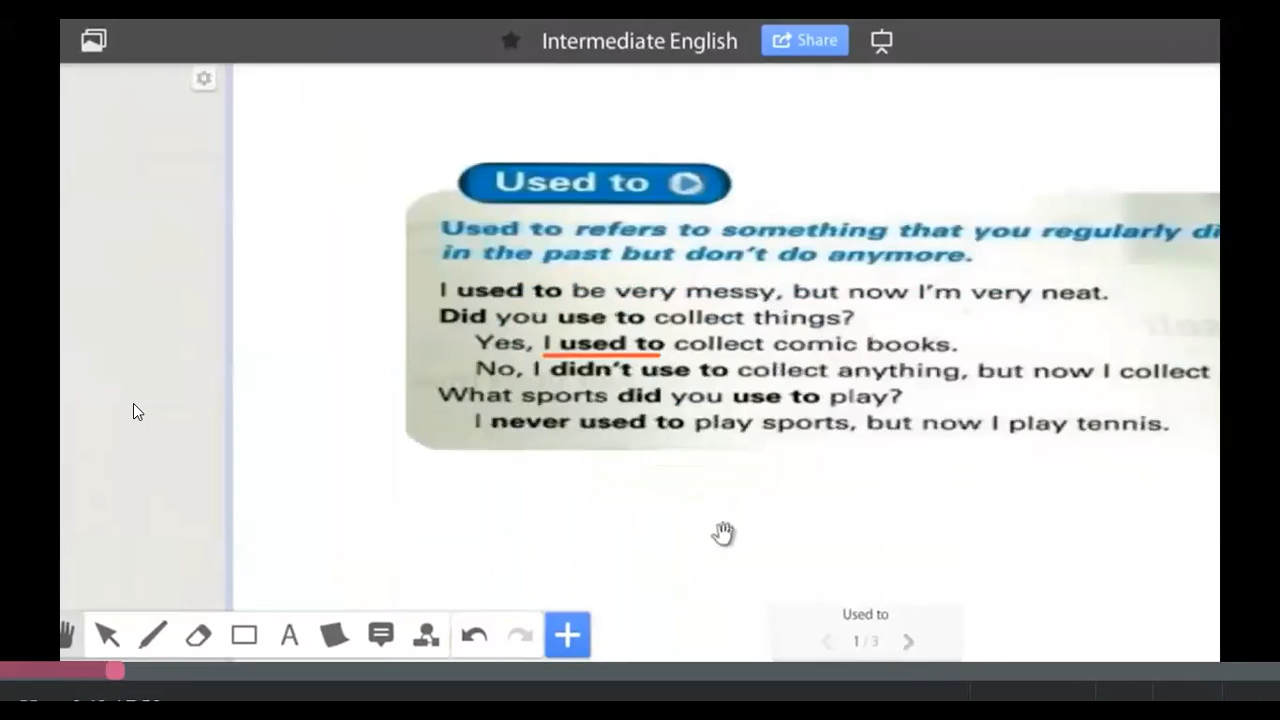 Intermediate English
Share
Used to
Used to refers to something that you regularly di
in the past but don't do anymore.
I used to be very messy, but now I'm very neat.
Did you use to collect things?
Yes, I used to collect comic books.
No, I didn't use to collect anything, but now I collect
What sports did you use to play?
I never used to play sports, but now I play tennis.
A
Used to
1 / 3